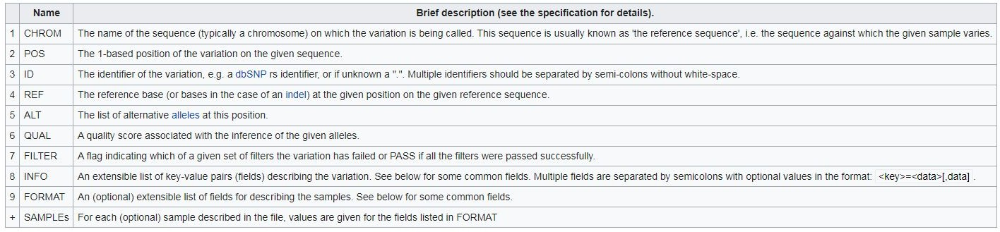 Name Brief description (see the specification for details).
1 CHROM The name of the sequence (typically a chromosome) on which the variation is being called. This sequence is usually known as 'the reference sequence', i.e. the sequence against which the given sample varies.
2 POS The 1-based position of the variation on the given sequence.
3 ID The identifier of the variation, e.g. a dbSNP rs identifier, or if unknown a ".". Multiple identifiers should be separated by semi-colons without white-space.
4 REF The reference base (or bases in the case of an indel) at the given position on the given reference sequence.
5 ALT The list of alternative alleles at this position.
6 QUAL A quality score associated with the inference of the given alleles.
7 FILTER A flag indicating which of a given set of filters the variation has failed or PASS if all the filters were passed successfully.
8 INFO An extensible list of key-value pairs (fields) describing the variation. See below for some common fields. Multiple fields are separated by semicolons with optional values in the format: <key>=<data>[,data] .
9 FORMAT An (optional) extensible list of fields for describing the samples. See below for some common fields.
+ SAMPLEs For each (optional) sample described in the file, values are given for the fields listed in FORMAT